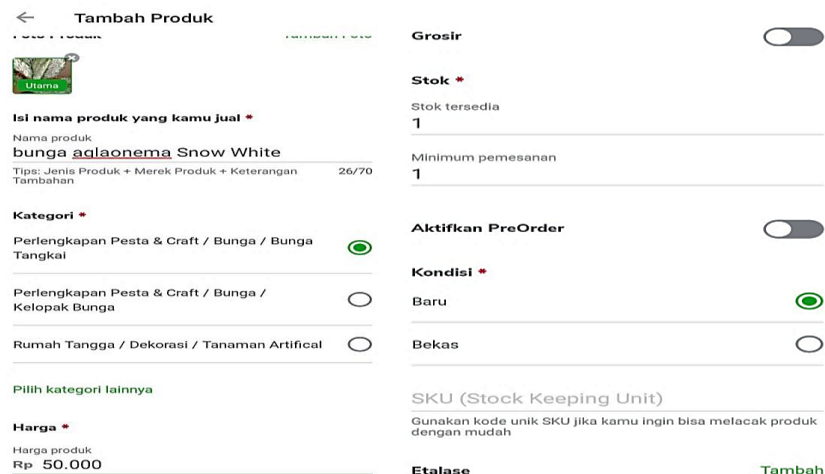 Tambah Produk
Foto Produk
Tambah Foto
Utama
Isi nama produk yang kamu jual *
Nama produk
bunga aglaonema Snow White
Tips: Jenis Produk + Merek Produk + Keterangan
Tambahan
26/70
Kategori *
Perlengkapan Pesta & Craft / Bunga / Bunga
Tangkai
Perlengkapan Pesta & Craft / Bunga /
Kelopak Bunga
Rumah Tangga / Dekorasi / Tanaman Artifical
Pilih kategori lainnya
Harga *
Harga produk
Rp 50.000
Grosir
Stok *
Stok tersedia
1
Minimum pemesanan
1
Aktifkan PreOrder
Kondisi *
Baru
Bekas
SKU (Stock Keeping Unit)
Gunakan kode unik SKU jika kamu ingin bisa melacak produk
dengan mudah
Etalase
Tambah